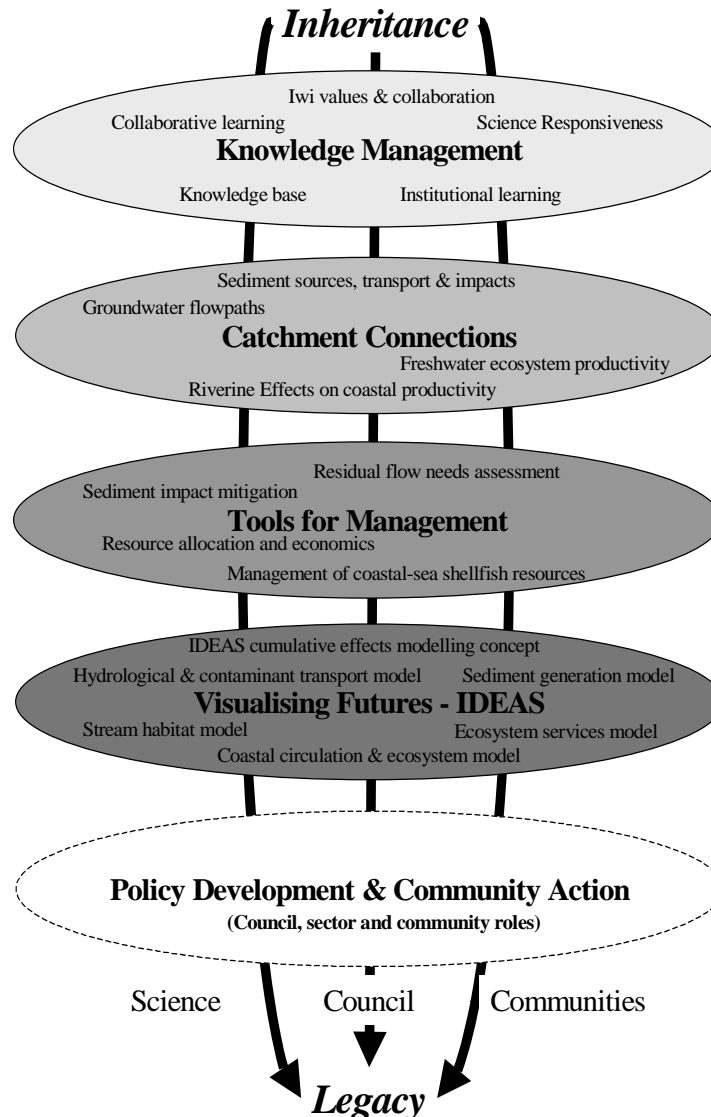 Inheritance
Iwi values & collaboration
Collaborative learning
Science Responsiveness
Knowledge Management
Knowledge base
Institutional learning
Sediment sources, transport & impacts
Groundwater flowpaths
Catchment Connections
Freshwater ecosystem productivity
Riverine Effects on coastal productivity
Residual flow needs assessment
Sediment impact mitigation
Tools for Management
Resource allocation and economics
Management of coastal-sea shellfish resources
IDEAS cumulative effects modelling concept
Hydrological & contaminant transport model
Sediment generation model
Visualising Futures - IDEAS
Stream habitat model
Ecosystem services model
Coastal circulation & ecosystem model
Policy Development & Community Action
(Council, sector and community roles)
Science
Council
Communities
Legacy